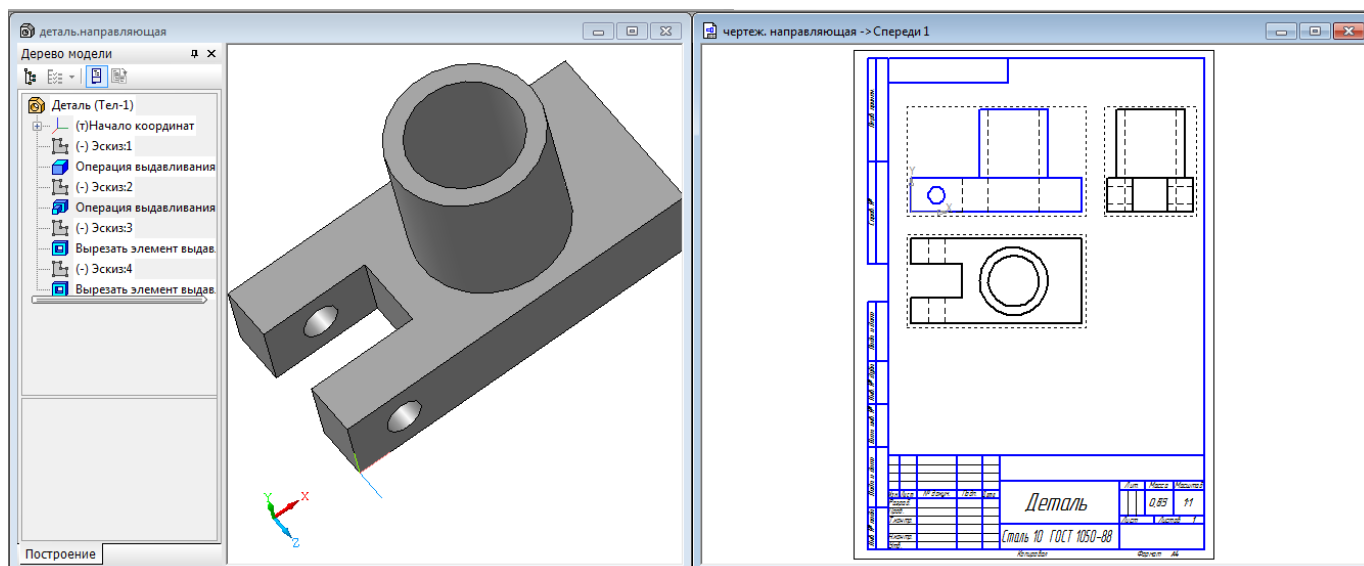 деталь.направляющая
Дерево модели
Деталь (Тел-1)
(т)Начало координат
(-) Эскиз:1
Операция выдавливания
(-) Эскиз:2
Операция выдавливания
(-) Эскиз:3
Вырезать элемент выдав.
(-) Эскиз:4
Вырезать элемент выдав.
Построение
Y
X
Z
чертеж. направляющая ->Спереди 1
Y
X
Лит
Масса
Масштаб
Деталь
0,83
1:1
Лист
Листов 1
Сталь 10 ГОСТ 1050-88
Копировал
Формат А4